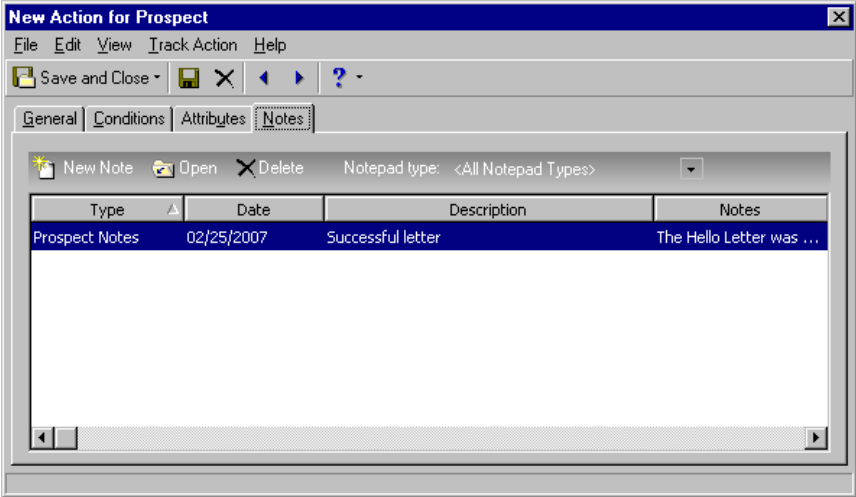 New Action for Prospect
File Edit View Track Action Help
Save and Close ?
General Conditions Attributes Notes
New Note Open Delete Notepad type: <All Notepad Types>
Type Date Description Notes
Prospect Notes 02/25/2007 Successful letter The Hello Letter was ...